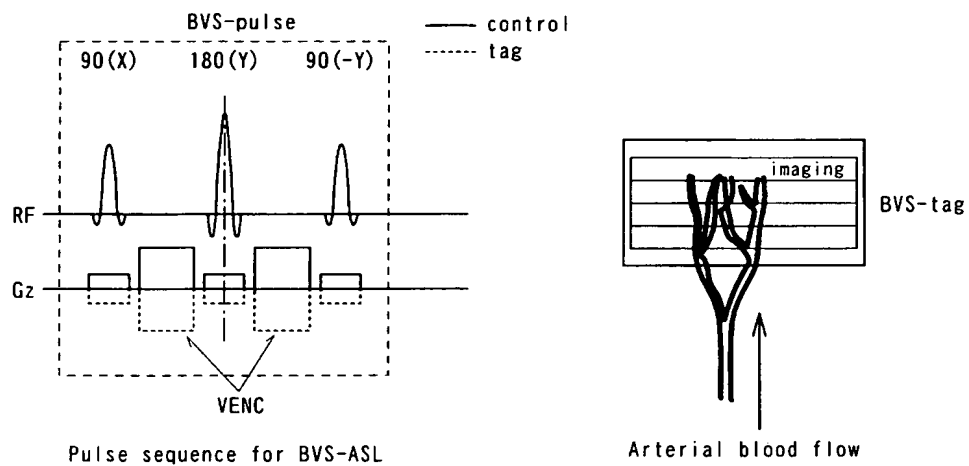 BVS-pulse
control
tag
90(X) 180(Y) 90(-Y)
RF
Gz
VENC
Pulse sequence for BVS-ASL
imaging
BVS-tag
Arterial blood flow